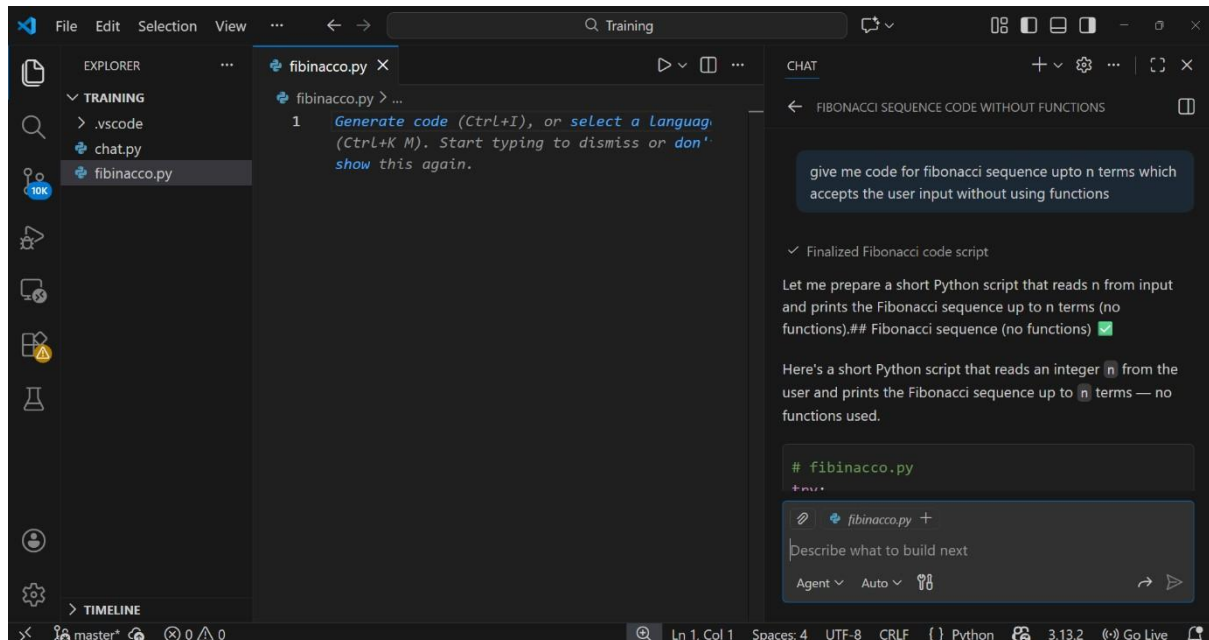 File Edit Selection View ... Training
EXPLORER ...
TRAINING
.vscode
chat.py
fibinacco.py
10K
TIMELINE
fibinacco.py
fibinacco.py > ...
1 Generate code (Ctrl+I), or select a languag
(Ctrl+K M). Start typing to dismiss or don'
show this again.
CHAT
FIBONACCI SEQUENCE CODE WITHOUT FUNCTIONS
give me code for fibonacci sequence upto n terms which
accepts the user input without using functions
Finalized Fibonacci code script
Let me prepare a short Python script that reads n from input
and prints the Fibonacci sequence up to n terms (no
functions).## Fibonacci sequence (no functions) ✅
Here's a short Python script that reads an integer n from the
user and prints the Fibonacci sequence up to n terms — no
functions used.
# fibinacco.py
try:
fibinacco.py +
Describe what to build next
Agent Auto
master* 0 0 Ln 1, Col 1 Spaces: 4 UTF-8 CRLF { } Python 3.13.2 Go Live